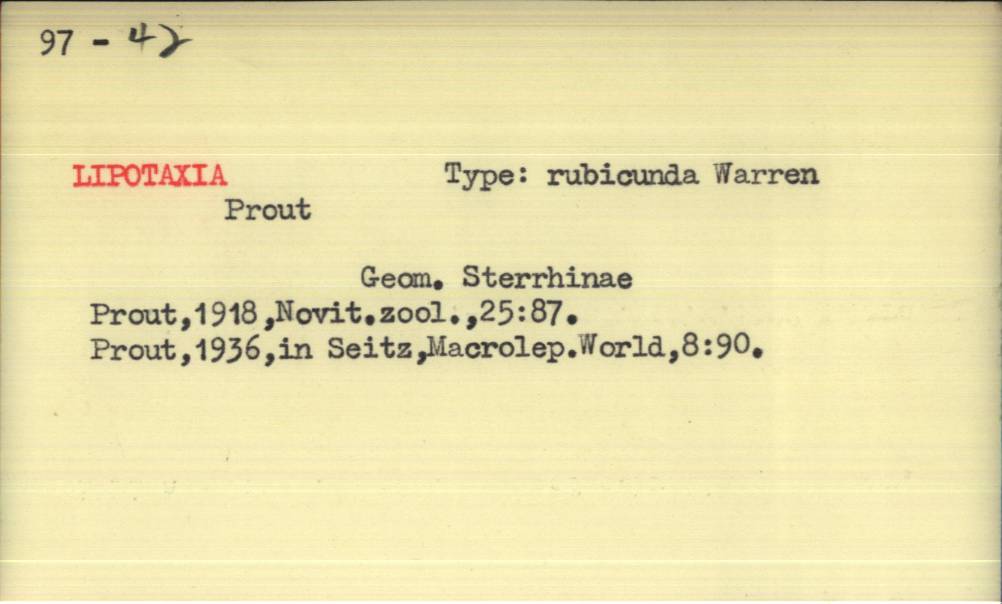 97 - 42
LIPOTAXIA Type: rubicunda Warren
Prout
Geom. Sterrhinae
Prout,1918,Novit.zool.,25:87.
Prout,1936,in Seitz,Macrolep.World,8:90.